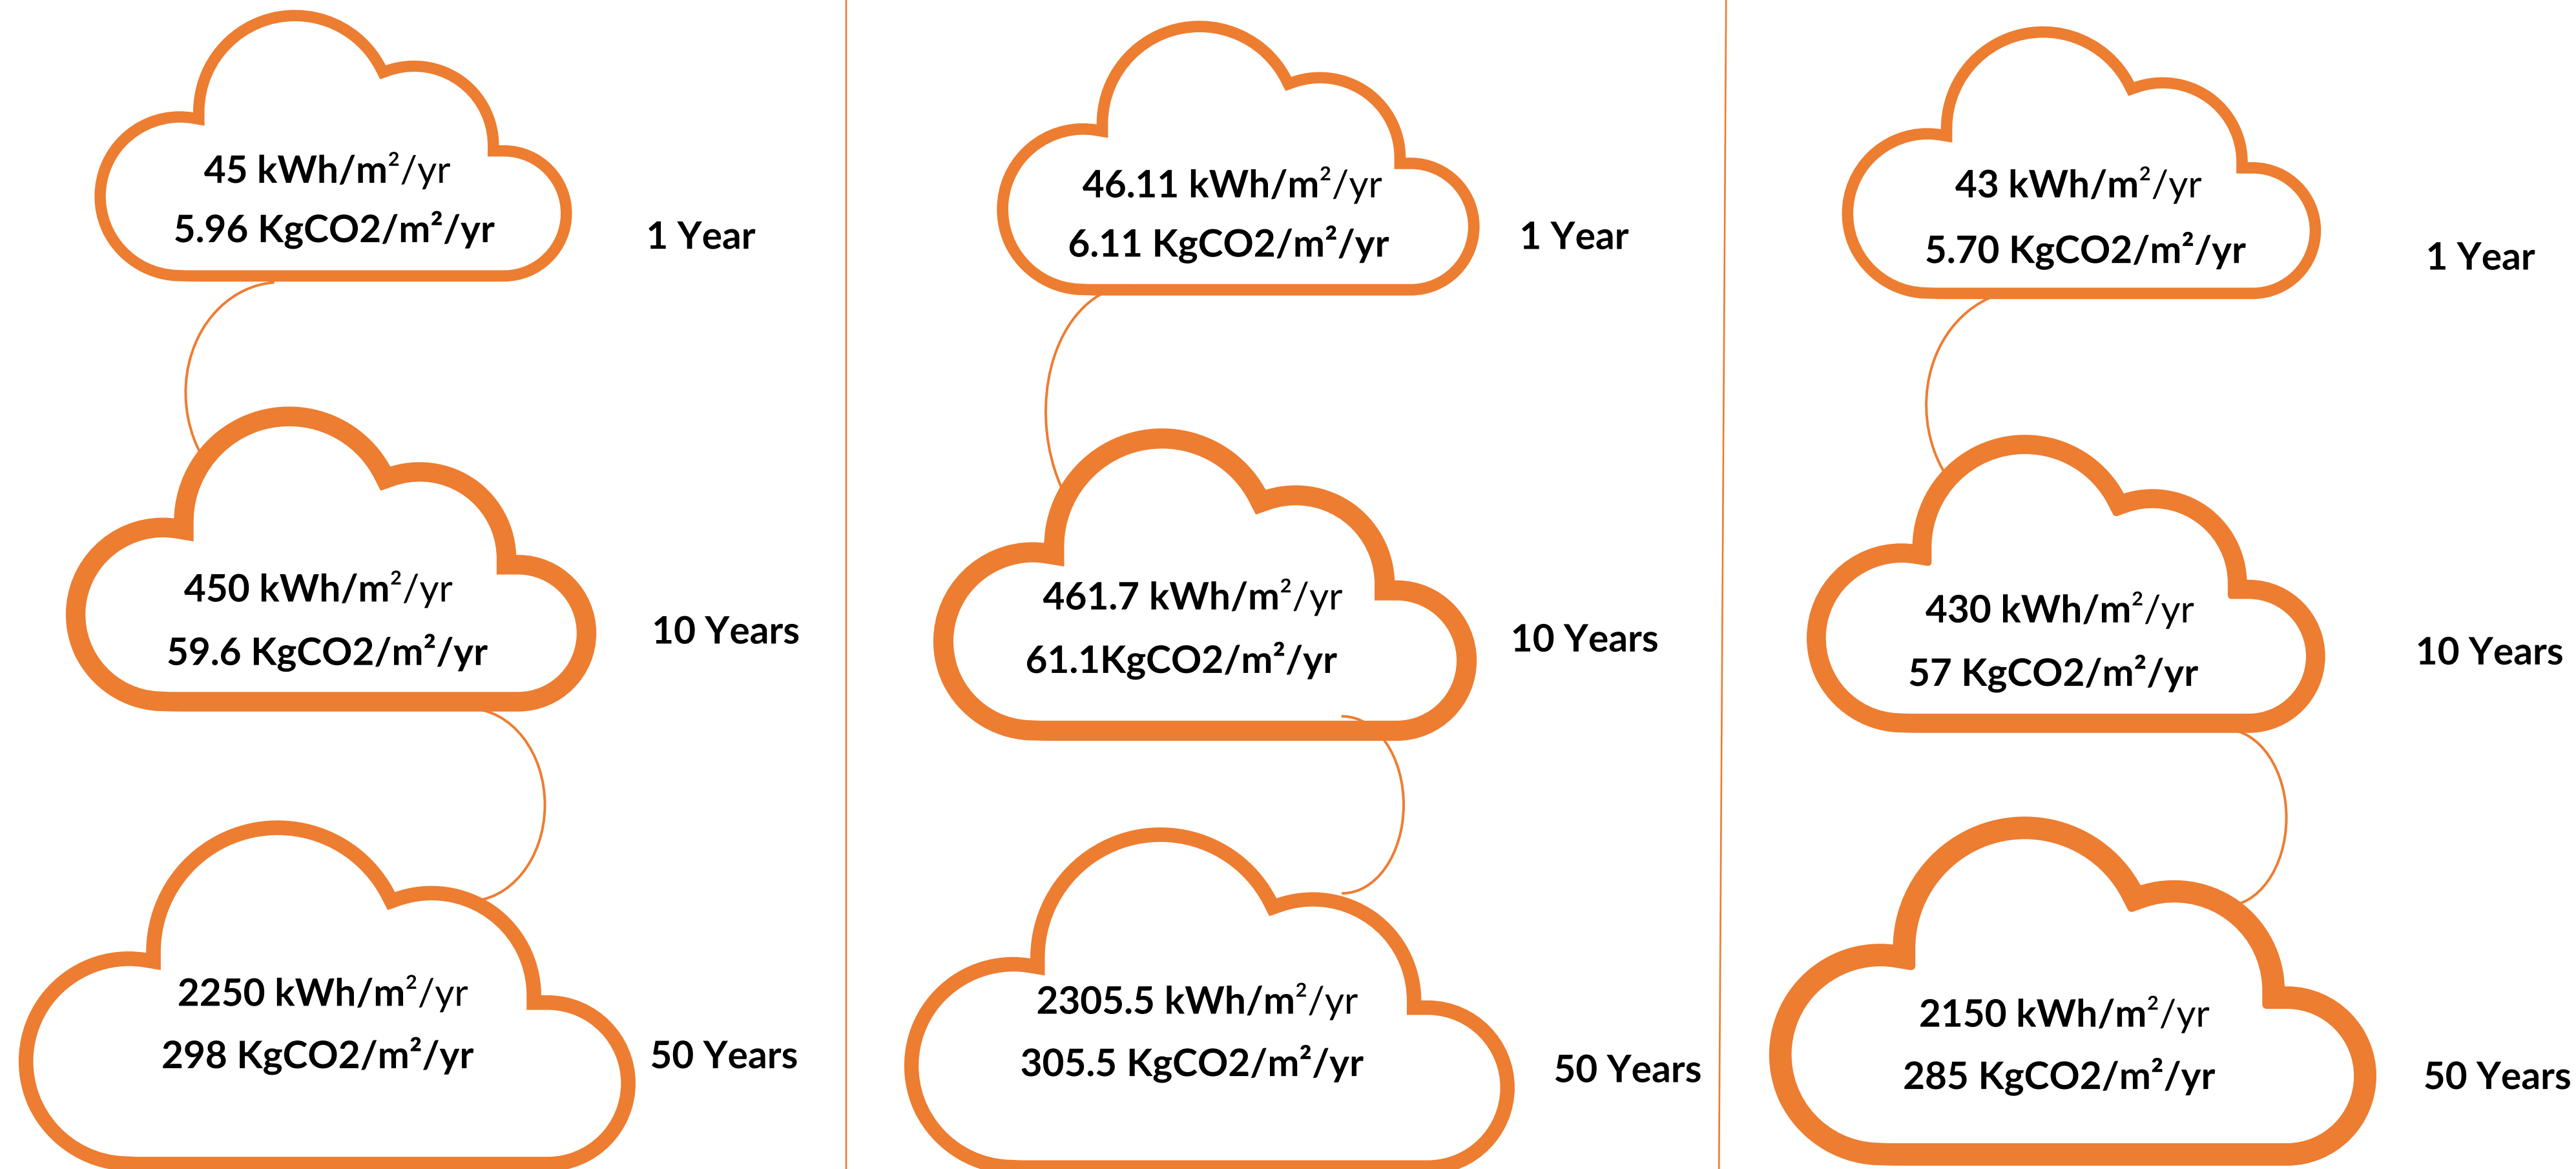 45 kWh/m²/yr
5.96 KgCO2/m²/yr
1 Year
450 kWh/m²/yr
59.6 KgCO2/m²/yr
10 Years
2250 kWh/m²/yr
298 KgCO2/m²/yr
50 Years
46.11 kWh/m²/yr
6.11 KgCO2/m²/yr
1 Year
461.7 kWh/m²/yr
61.1KgCO2/m²/yr
10 Years
2305.5 kWh/m²/yr
305.5 KgCO2/m²/yr
50 Years
43 kWh/m²/yr
5.70 KgCO2/m²/yr
1 Year
430 kWh/m²/yr
57 KgCO2/m²/yr
10 Years
2150 kWh/m²/yr
285 KgCO2/m²/yr
50 Years